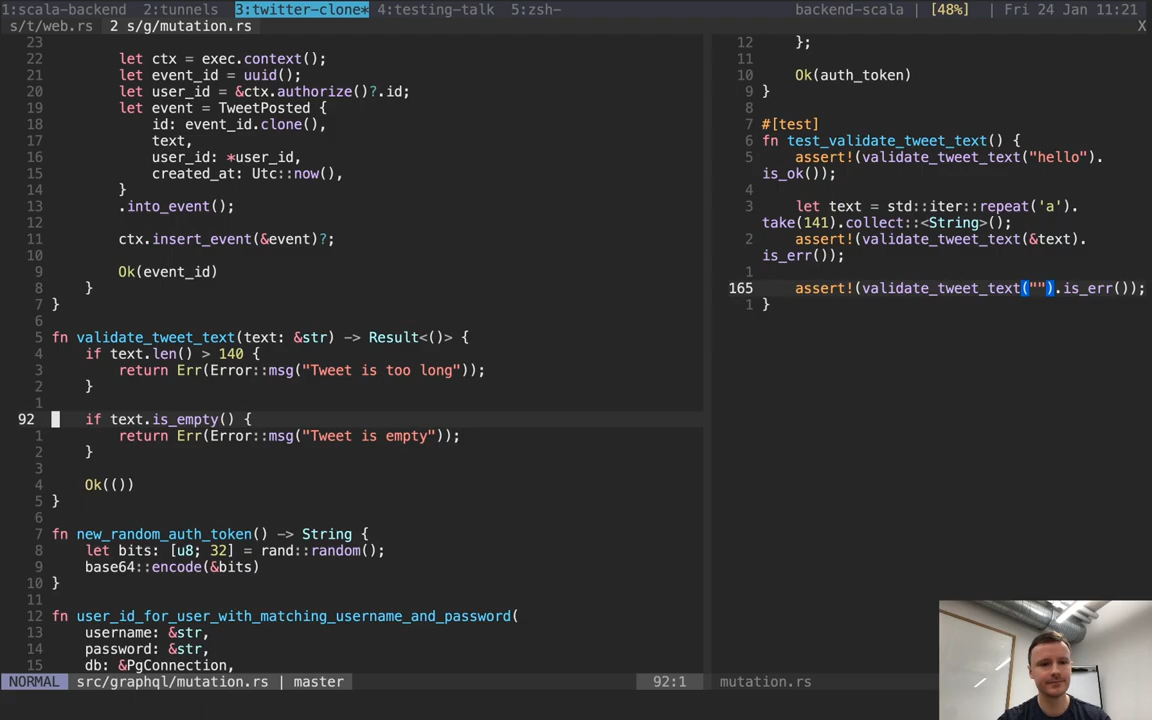 1:scala-backend 2:tunnels 3:twitter-clone* 4:testing-talk 5:zsh- backend-scala | [48%] | Fri 24 Jan 11:21
s/t/web.rs 2 s/g/mutation.rs X
23
22 let ctx = exec.context();
21 let event_id = uuid();
20 let user_id = &ctx.authorize()?.id;
19 let event = TweetPosted {
18 id: event_id.clone(),
17 text,
16 user_id: *user_id,
15 created_at: Utc::now(),
14 }
13 .into_event();
12
11 ctx.insert_event(&event)?;
10
9 Ok(event_id)
8 }
7 }
6
5 fn validate_tweet_text(text: &str) -> Result<()> {
4 if text.len() > 140 {
3 return Err(Error::msg("Tweet is too long"));
2 }
1
92 if text.is_empty() {
1 return Err(Error::msg("Tweet is empty"));
2 }
3
4 Ok(())
5 }
6
7 fn new_random_auth_token() -> String {
8 let bits: [u8; 32] = rand::random();
9 base64::encode(&bits)
10 }
11
12 fn user_id_for_user_with_matching_username_and_password(
13 username: &str,
14 password: &str,
15 db: &PgConnection,
NORMAL src/graphql/mutation.rs | master 92:1
12 };
11
10 Ok(auth_token)
9 }
8
7 #[test]
6 fn test_validate_tweet_text() {
5 assert!(validate_tweet_text("hello").
is_ok());
4
3 let text = std::iter::repeat('a').
take(141).collect::<String>();
2 assert!(validate_tweet_text(&text).
is_err());
1
165 assert!(validate_tweet_text("").is_err());
1 }
mutation.rs